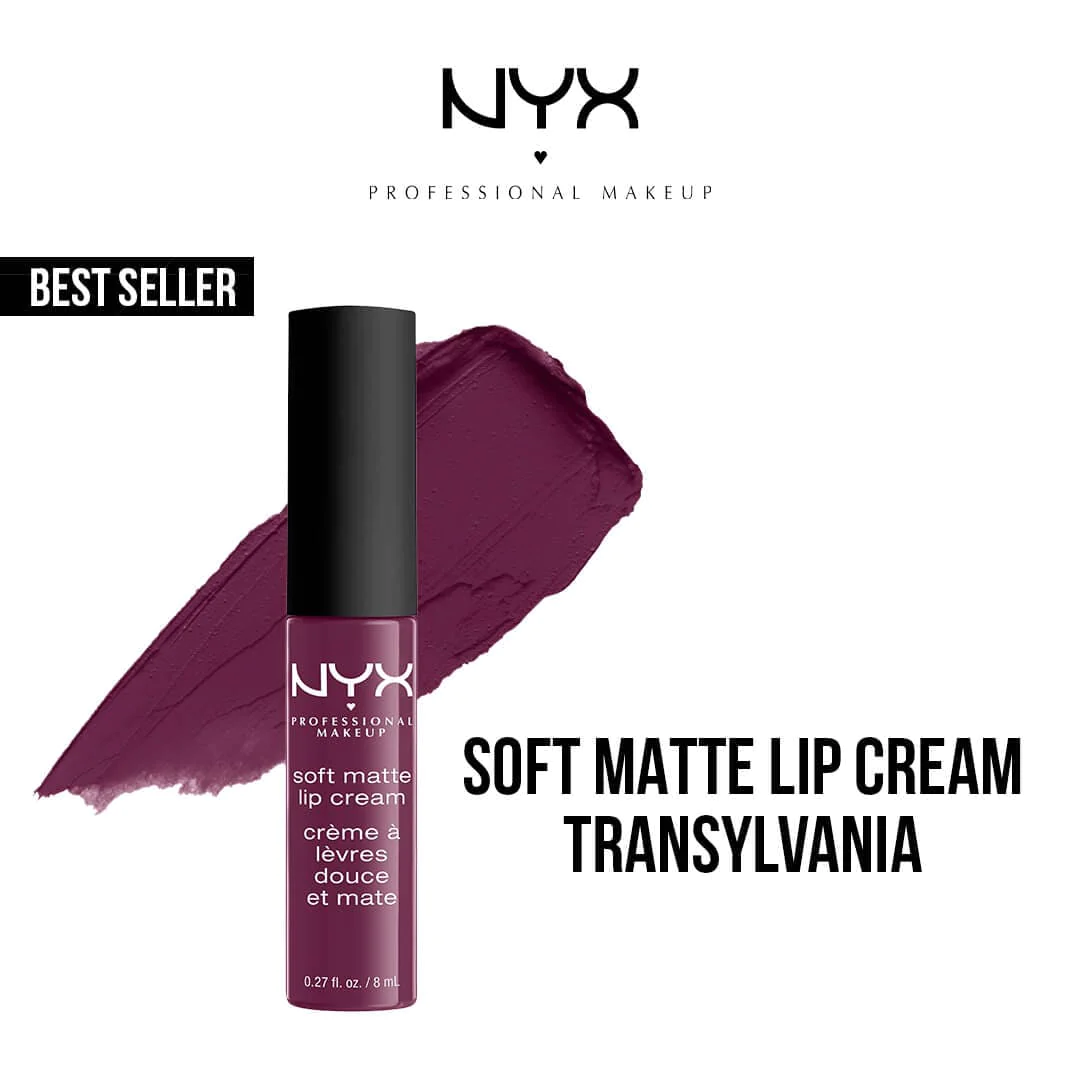 NYX
PROFESSIONAL MAKEUP
BEST SELLER
NYX
PROFESSIONAL
MAKEUP
soft matte
lip cream
crème à
lèvres
douce
et mate
0.27 fl. oz. / 8 mL
SOFT MATTE LIP CREAM
TRANSYLVANIA